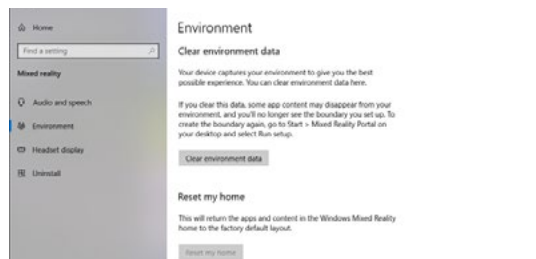 Home
Find a setting
Mixed reality
Audio and speech
Environment
Headset display
Uninstall
Environment
Clear environment data
Your device captures your environment to give you the best
possible experience. You can clear environment data here.
If you clear this data, some app content may disappear from your
environment, and you'll no longer see the boundary you set up. To
create the boundary again, go to Start > Mixed Reality Portal on
your desktop and select Run setup.
Clear environment data
Reset my home
This will return the apps and content in the Windows Mixed Reality
home to the factory default layout.
Reset my home